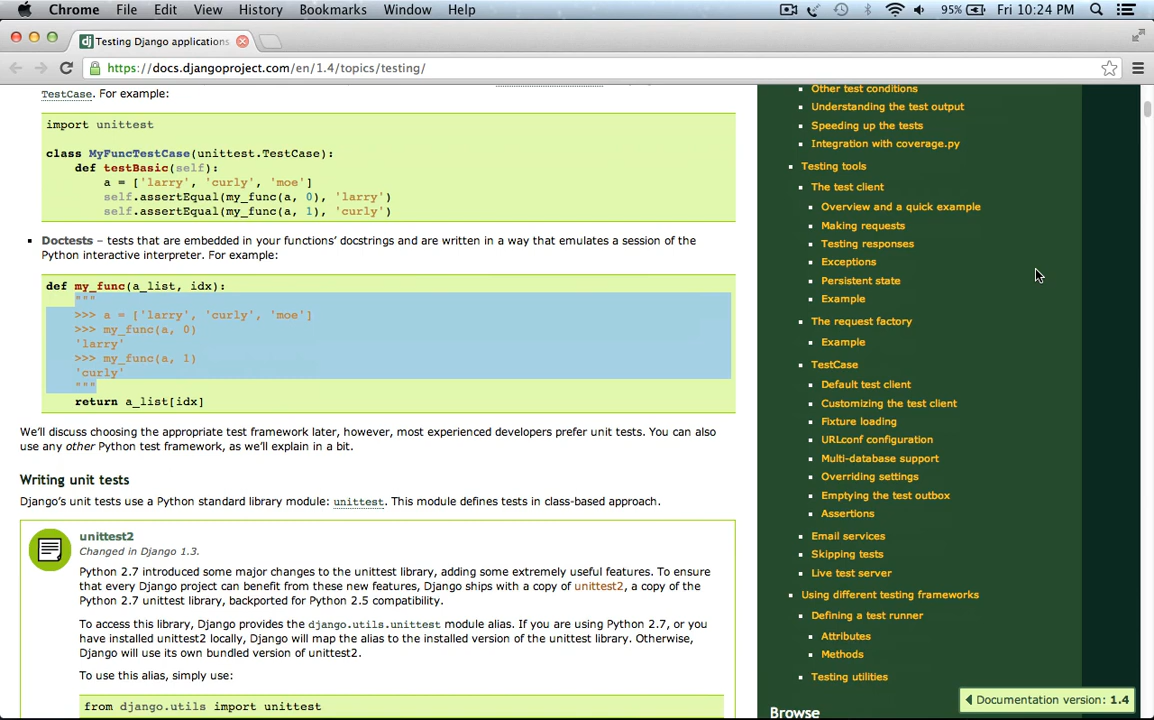 Chrome File Edit View History Bookmarks Window Help 95% Fri 10:24 PM
dj Testing Django applications
https://docs.djangoproject.com/en/1.4/topics/testing/
TestCase. For example:
import unittest
class MyFuncTestCase(unittest.TestCase):
def testBasic(self):
a = ['larry', 'curly', 'moe']
self.assertEqual(my_func(a, 0), 'larry')
self.assertEqual(my_func(a, 1), 'curly')
▪ Doctests – tests that are embedded in your functions' docstrings and are written in a way that emulates a session of the
Python interactive interpreter. For example:
def my_func(a_list, idx):
"""
>>> a = ['larry', 'curly', 'moe']
>>> my_func(a, 0)
'larry'
>>> my_func(a, 1)
'curly'
"""
return a_list[idx]
We'll discuss choosing the appropriate test framework later, however, most experienced developers prefer unit tests. You can also
use any other Python test framework, as we'll explain in a bit.
Writing unit tests
Django's unit tests use a Python standard library module: unittest. This module defines tests in class-based approach.
unittest2
Changed in Django 1.3.
Python 2.7 introduced some major changes to the unittest library, adding some extremely useful features. To ensure
that every Django project can benefit from these new features, Django ships with a copy of unittest2, a copy of the
Python 2.7 unittest library, backported for Python 2.5 compatibility.
To access this library, Django provides the django.utils.unittest module alias. If you are using Python 2.7, or you
have installed unittest2 locally, Django will map the alias to the installed version of the unittest library. Otherwise,
Django will use its own bundled version of unittest2.
To use this alias, simply use:
from django.utils import unittest
▪ Other test conditions
▪ Understanding the test output
▪ Speeding up the tests
▪ Integration with coverage.py
▪ Testing tools
▪ The test client
▪ Overview and a quick example
▪ Making requests
▪ Testing responses
▪ Exceptions
▪ Persistent state
▪ Example
▪ The request factory
▪ Example
▪ TestCase
▪ Default test client
▪ Customizing the test client
▪ Fixture loading
▪ URLconf configuration
▪ Multi-database support
▪ Overriding settings
▪ Emptying the test outbox
▪ Assertions
▪ Email services
▪ Skipping tests
▪ Live test server
▪ Using different testing frameworks
▪ Defining a test runner
▪ Attributes
▪ Methods
▪ Testing utilities
Documentation version: 1.4
Browse